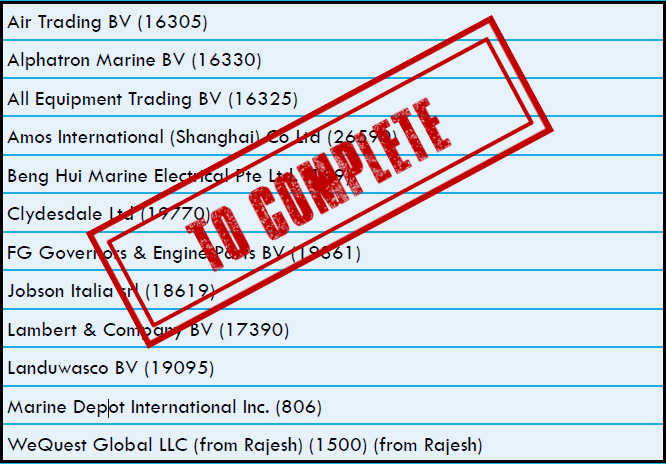 Air Trading BV (16305)
Alphatron Marine BV (16330)
All Equipment Trading BV (16325)
Amos International (Shanghai) Co Ltd (26590)
Beng Hui Marine Electrical Pte Ltd
Clydesdale Ltd (19770)
FG Governors & Engine Parts BV (19861)
Jobson Italia srl (18619)
Lambert & Company BV (17390)
Landuwasco BV (19095)
Marine Depot International Inc. (806)
WeQuest Global LLC (from Rajesh) (1500) (from Rajesh)
TO COMPLETE